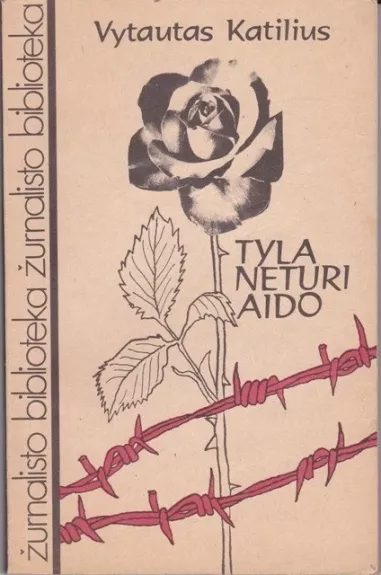 Vytautas Katilius
TYLA
NETURI
AIDO
žurnalisto biblioteka žurnalisto biblioteka